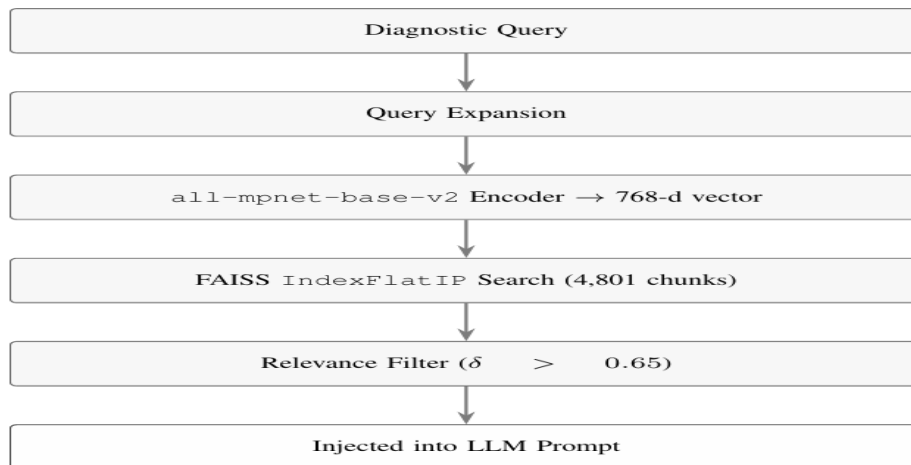 Diagnostic Query
Query Expansion
all-mpnet-base-v2 Encoder → 768-d vector
FAISS IndexFlatIP Search (4,801 chunks)
Relevance Filter (δ > 0.65)
Injected into LLM Prompt